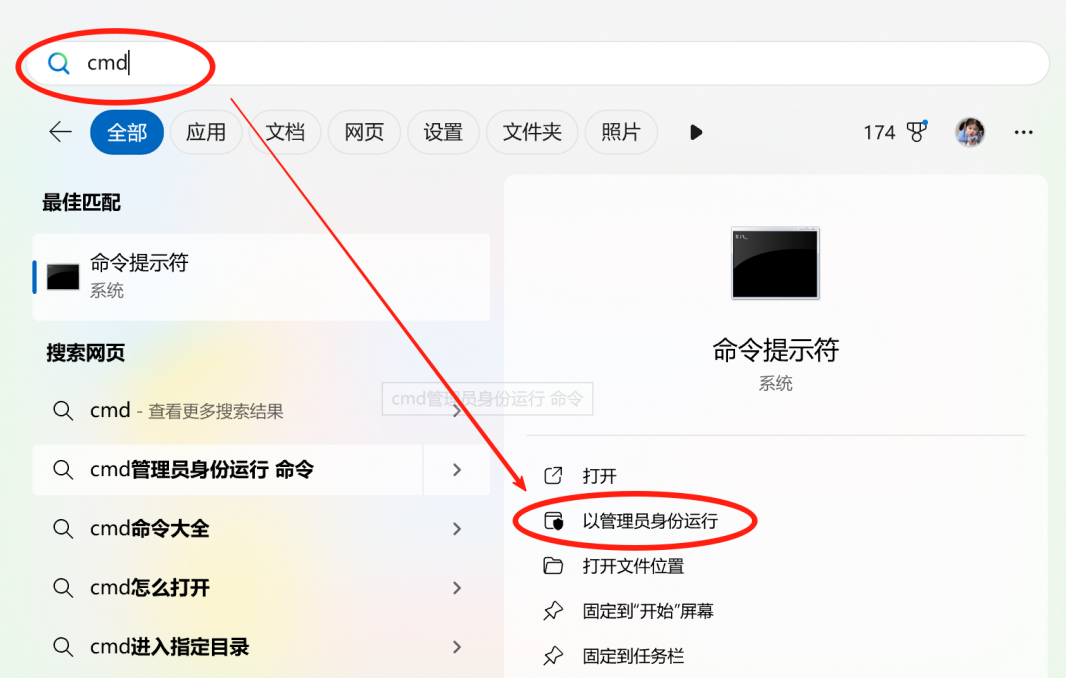 cmd
全部 应用 文档 网页 设置 文件夹 照片 174
最佳匹配
命令提示符
系统
搜索网页
cmd - 查看更多搜索结果
cmd管理员身份运行 命令
cmd命令大全
cmd怎么打开
cmd进入指定目录
cmd管理员身份运行 命令
命令提示符
系统
打开
以管理员身份运行
打开文件位置
固定到“开始”屏幕
固定到任务栏